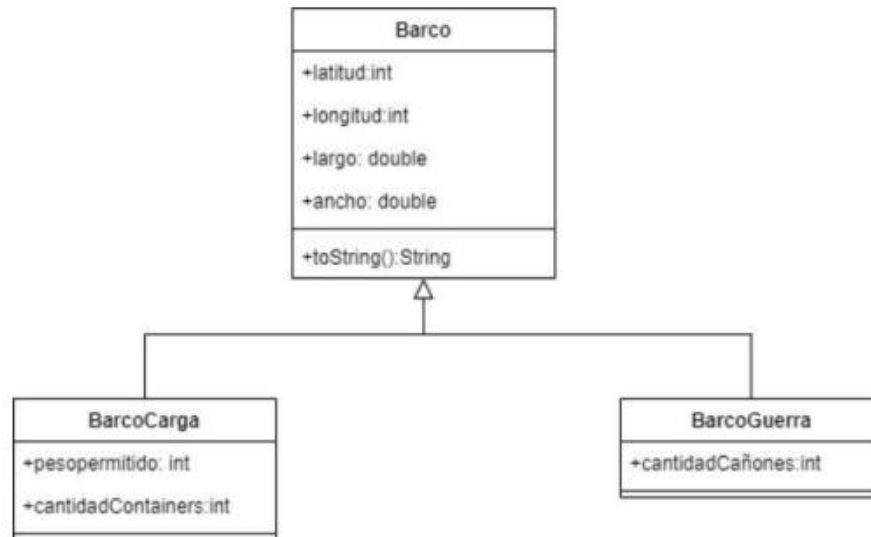 Barco
+latitud:int
+longitud:int
+largo: double
+ancho: double
+toString():String
BarcoCarga
+pesopermitido: int
+cantidadContainers:int
BarcoGuerra
+cantidadCañones:int